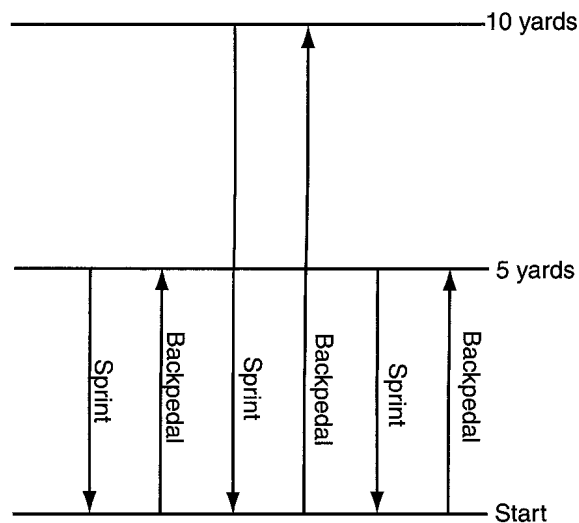 10 yards
5 yards
Sprint
Backpedal
Sprint
Backpedal
Sprint
Backpedal
Start